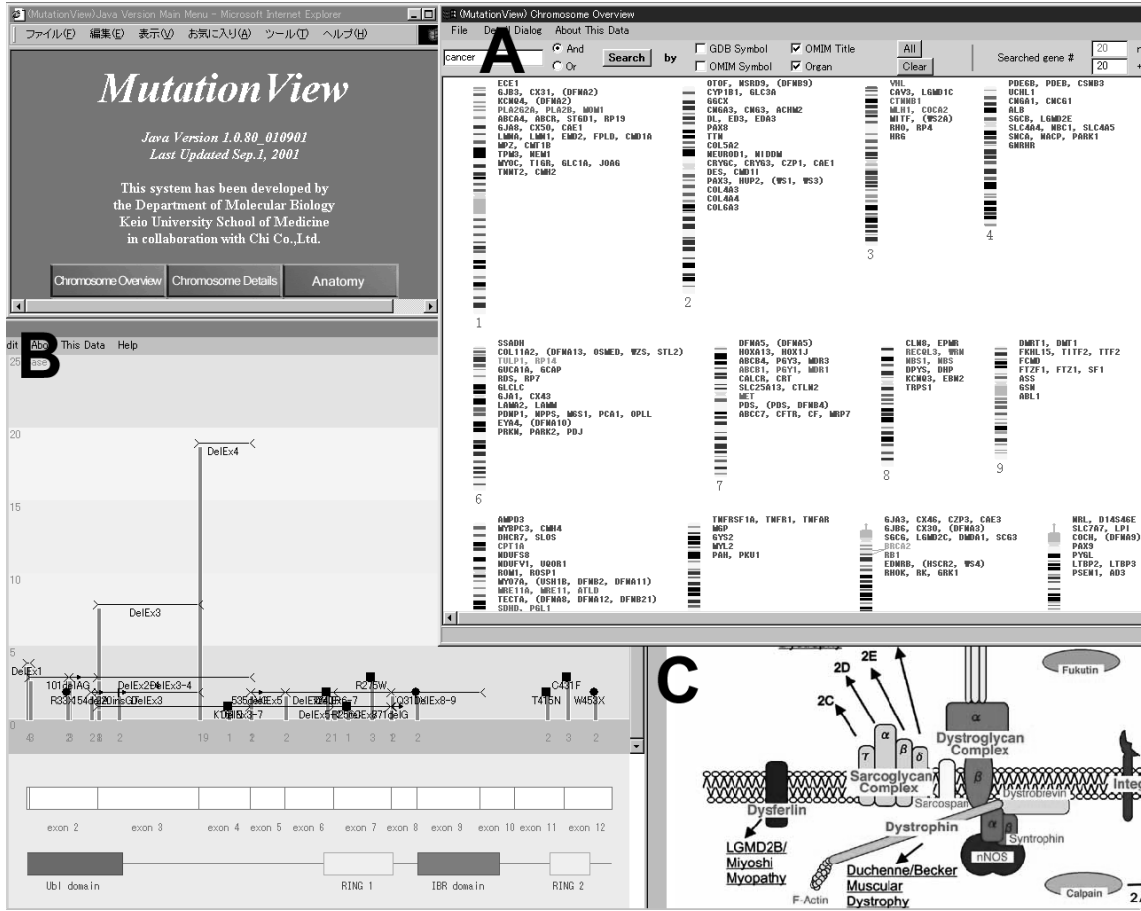 (MutationView)Java Version Main Menu - Microsoft Internet Explorer
ファイル(F) 編集(E) 表示(V) お気に入り(A) ツール(T) ヘルプ(H)
MutationView
Java Version 1.0.80_010901
Last Updated Sep.1, 2001
This system has been developed by
the Department of Molecular Biology
Keio University School of Medicine
in collaboration with Chi Co.,Ltd.
Chromosome Overview Chromosome Details Anatomy
A
(MutationView) Chromosome Overview
File Detail Dialog About This Data
cancer And Or Search by GDB Symbol OMIM Title All Searched gene # 20
OMIM Symbol Organ Clear 20
ECE1
GJB3, CX31, (DFNA2)
KCNQ4, (DFNA2)
PLA2G2A, PLA2B, MOM1
ABCA4, ABCR, STGD1, RP19
GJA8, CX50, CAE1
LMNA, LMN1, EMD2, FPLD, CMD1A
MPZ, CMT1B
TPM3, NEM1
MYOC, TIGR, GLC1A, JOAG
TNNT2, CMH2
1
OTOF, NSRD9, (DFNB9)
CYP1B1, GLC3A
GGCX
CNGA3, CNG3, ACHM2
DL, ED3, EDA3
PAX8
TTN
COL5A2
NEUROD1, NIDDM
CRYGC, CRYG3, CZP1, CAE1
DES, CMD1I
PAX3, HUP2, (WS1, WS3)
COL4A3
COL4A4
COL6A3
2
VHL
CAV3, LGMD1C
CTNNB1
MLH1, COCA2
MITF, (WS2A)
RHO, RP4
HRG
3
PDE6B, PDEB, CSNB3
UCHL1
CNGA1, CNCG1
ALB
SGCB, LGMD2E
SLC4A4, NBC1, SLC4A5
SNCA, NACP, PARK1
GNRHR
4
SSADH
COL11A2, (DFNA13, OSMED, WZS, STL2)
TULP1, RP14
GUCA1A, GCAP
RDS, RP7
GLCLC
GJA1, CX43
LAMA2, LAMM
PDNP1, NPPS, M6S1, PCA1, OPLL
EYA4, (DFNA10)
PRKN, PARK2, PDJ
6
DFNA5, (DFNA5)
HOXA13, HOX1J
ABCB4, PGY3, MDR3
ABCB1, PGY1, MDR1
CALCR, CRT
SLC25A13, CTLN2
MET
PDS, (PDS, DFNB4)
ABCC7, CFTR, CF, MRP7
7
CLN8, EPMR
RECQL3, WRN
NBS1, NBS
DPYS, DHP
KCNQ3, EBN2
TRPS1
8
DMRT1, DMT1
FKHL15, TITF2, TTF2
FCMD
FTZF1, FTZ1, SF1
ASS
GSN
ABL1
9
AMPD3
MYBPC3, CMH4
DHCR7, SLOS
CPT1A
NDUFS8
NDUFV1, UQOR1
ROM1, ROSP1
MYO7A, (USH1B, DFNB2, DFNA11)
MRE11A, MRE11, ATLD
TECTA, (DFNA8, DFNA12, DFNB21)
SDHD, PGL1
TNFRSF1A, TNFR1, TNFAR
MGP
GYS2
MYL2
PAH, PKU1
GJA3, CX46, CZP3, CAE3
GJB6, CX30, (DFNA3)
SGCG, LGMD2C, DMDA1, SCG3
BRCA2
RB1
EDNRB, (HSCR2, WS4)
RHOK, RK, GRK1
NRL, D14S46E
SLC7A7, LPI
COCH, (DFNA9)
PAX9
PYGL
LTBP2, LTBP3
PSEN1, AD3
B
dit About This Data Help
25
20
15
10
5
0
DelEx4
DelEx3
DelEx1
101delAG
DelEx3-4
R275W
C431F
T415N W453X
19 1 2 2 3 2 2 3 2
exon 2 exon 3 exon 4 exon 5 exon 6 exon 7 exon 8 exon 9 exon 10 exon 11 exon 12
Ubl domain RING 1 IBR domain RING 2
C
2C 2D 2E
Fukutin
α
Dystroglycan
Complex
γ α β δ
β
Sarcoglycan
Complex
Sarcospan
Dystrobrevin
Dysferlin
Dystrophin
α β
Syntrophin
nNOS
LGMD2B/
Miyoshi
Myopathy
F-Actin
Duchenne/Becker
Muscular
Dystrophy
Calpain